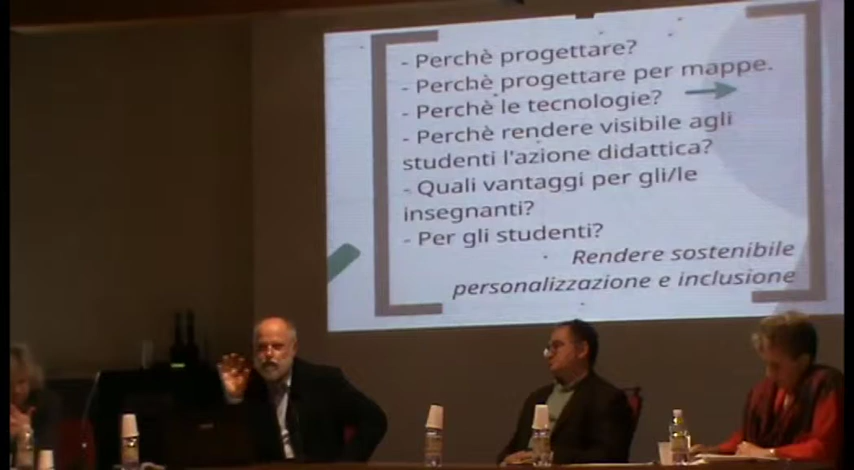 - Perchè progettare?
- Perchè progettare per mappe.
- Perchè le tecnologie?
- Perchè rendere visibile agli
studenti l'azione didattica?
- Quali vantaggi per gli/le
insegnanti?
- Per gli studenti?
Rendere sostenibile
personalizzazione e inclusione